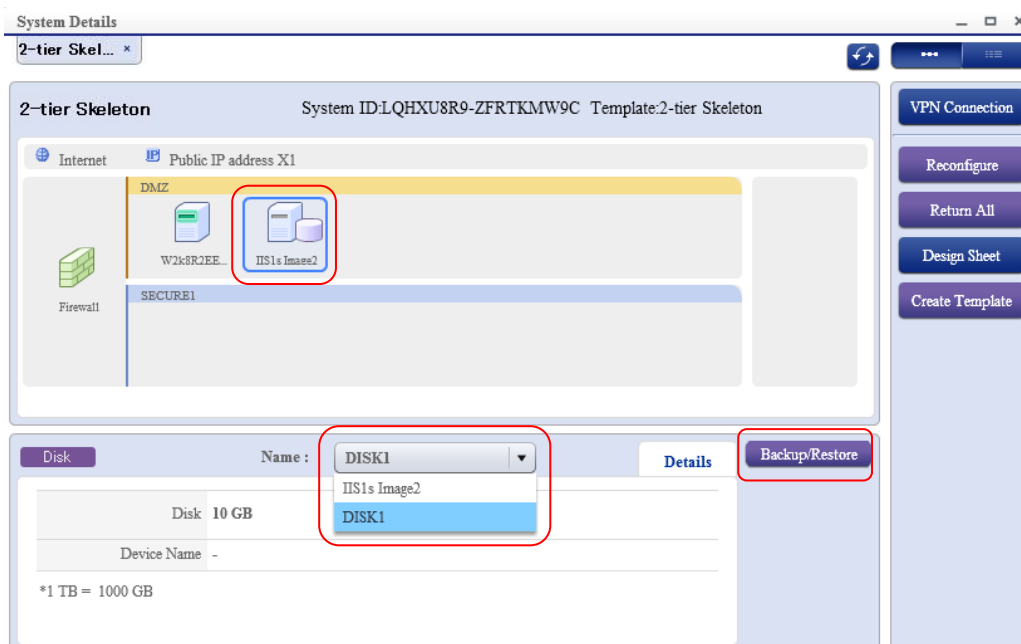 System Details
2-tier Skel... ×
2-tier Skeleton System ID:LQHXU8R9-ZFRTKMW9C Template:2-tier Skeleton
Internet IP Public IP address X1
DMZ
W2k8R2EE... IIS1s Image2
Firewall
SECURE1
VPN Connection
Reconfigure
Return All
Design Sheet
Create Template
Disk Name : DISK1 Details Backup/Restore
IIS1s Image2
DISK1
Disk 10 GB
Device Name -
*1 TB = 1000 GB